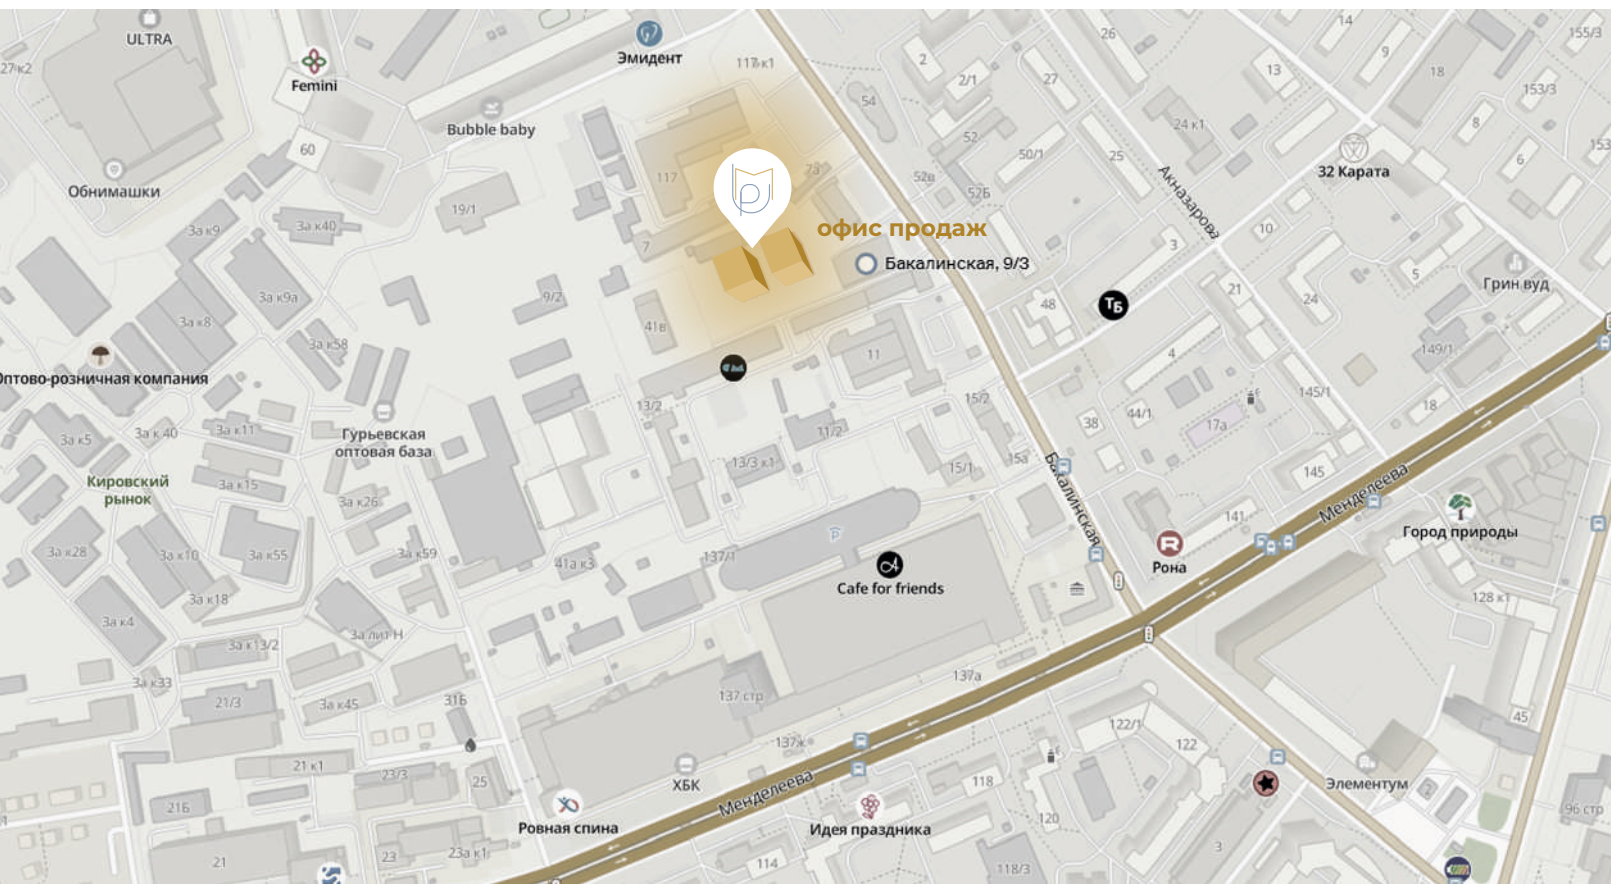 ULTRA
27 к2
Femini
Эмидент
117 к1
26
14
155/3
2
2/1
27
9
13
18
153/3
54
Bubble baby
60
52
50/1
25
24 к1
8
6
153
32 Карата
Обнимашки
117
7а
52в
52Б
Акназарова
19/1
3а к9
3а к40
7
офис продаж
Бакалинская, 9/3
3
10
5
Грин вуд
3а к9а
9/2
48
ТБ
21
24
3а к8
3а к58
41в
11
4
149/1
Оптово-розничная компания
13/2
15/2
38
44/1
17а
145/1
18
3а к5
3а к 40
3а к11
Гурьевская
оптовая база
11/2
13/3 к1
15/1
15а
145
Кировский
рынок
3а к15
3а к26
Бакалинская
Менделеева
141
Город природы
3а к28
3а к10
3а к55
3а к59
41а к3
137/1
P
Cafe for friends
Рона
128 к1
3а к18
3а к4
3а лит Н
3а к13/2
3а к33
21/3
3а к45
31Б
137 стр
137а
45
122/1
122
137ж
ХБК
Менделеева
21 к1
23/3
25
118
Элементум
2
21Б
Ровная спина
Идея праздника
120
96 стр
21
23
23а к1
114
118/3
3